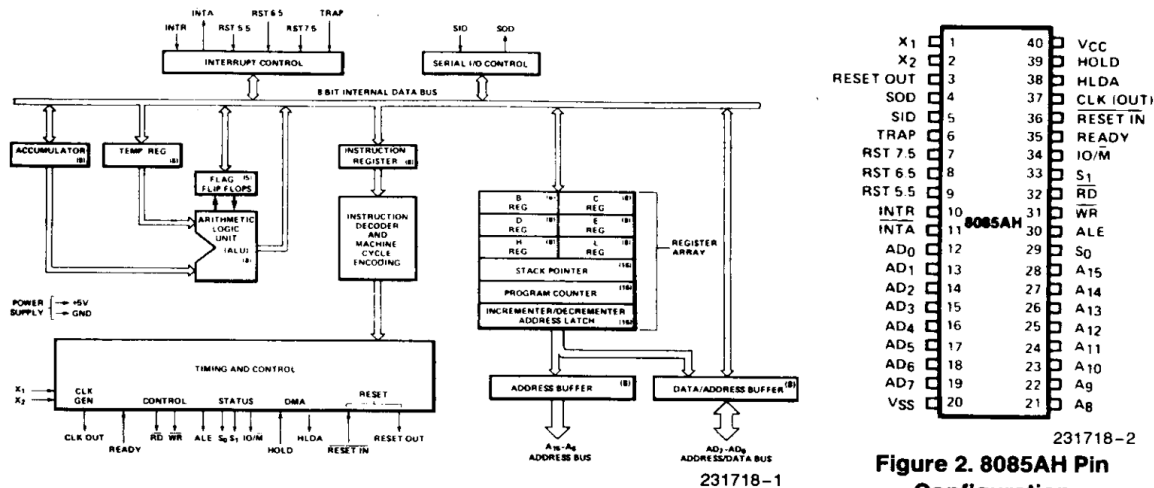 INTR
INTA
RST 5 5
RST 6 5
RST 7 5
TRAP
INTERRUPT CONTROL
SID
SOD
SERIAL I/O CONTROL
8 BIT INTERNAL DATA BUS
ACCUMULATOR (8)
TEMP REG (8)
(5)
FLAG
FLIP FLOPS
ARITHMETIC
LOGIC
UNIT
(ALU)
(8)
INSTRUCTION
REGISTER (8)
INSTRUCTION
DECODER
AND
MACHINE
CYCLE
ENCODING
B (8)
REG
C (8)
REG
D (8)
REG
E (8)
REG
H (8)
REG
L (8)
REG
STACK POINTER (16)
PROGRAM COUNTER (16)
INCREMENTER/DECREMENTER
ADDRESS LATCH (16)
REGISTER
ARRAY
POWER
SUPPLY
+5V
GND
TIMING AND CONTROL
X1
X2
CLK
GEN
CONTROL
STATUS
DMA
RESET
CLK OUT
READY
RD
WR
ALE
S0
S1
IO/M
HOLD
HLDA
RESET IN
RESET OUT
ADDRESS BUFFER (8)
DATA/ADDRESS BUFFER (8)
A15-A8
ADDRESS BUS
AD7-AD0
ADDRESS/DATA BUS
231718-1
X1 1 40 VCC
X2 2 39 HOLD
RESET OUT 3 38 HLDA
SOD 4 37 CLK (OUT)
SID 5 36 RESET IN
TRAP 6 35 READY
RST 7.5 7 34 IO/M
RST 6.5 8 33 S1
RST 5.5 9 32 RD
INTR 10 8085AH 31 WR
INTA 11 30 ALE
AD0 12 29 S0
AD1 13 28 A15
AD2 14 27 A14
AD3 15 26 A13
AD4 16 25 A12
AD5 17 24 A11
AD6 18 23 A10
AD7 19 22 A9
VSS 20 21 A8
231718-2
Figure 2. 8085AH Pin
Configuration